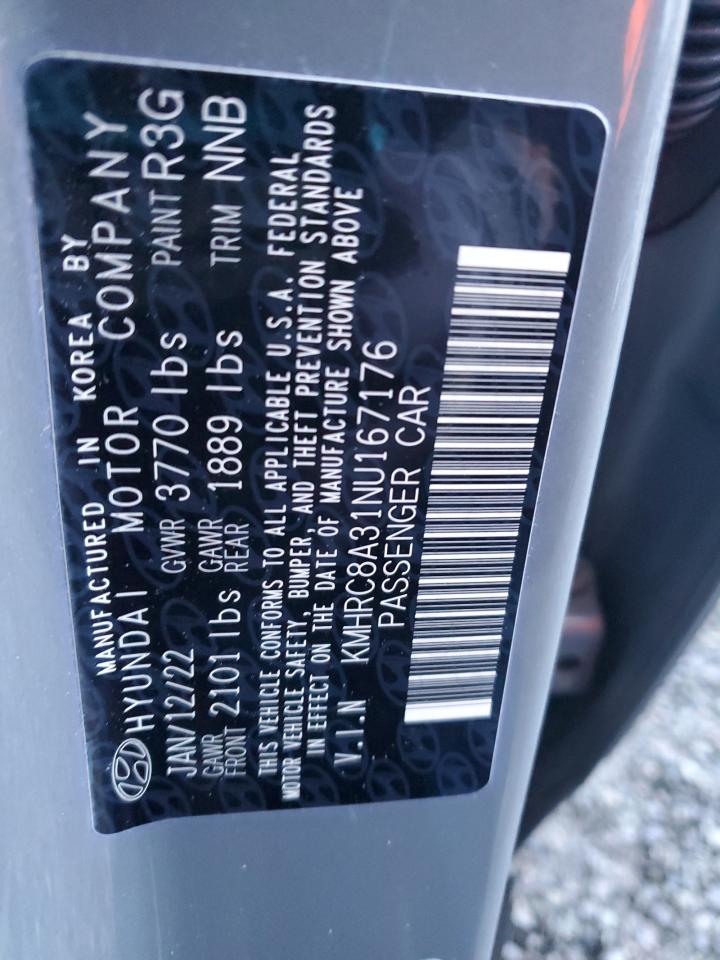 MANUFACTURED IN KOREA BY
HYUNDAI MOTOR COMPANY
JAN/12/22 GVWR 3770 lbs PAINT R3G
GAWR FRONT 2101 lbs GAWR REAR 1889 lbs TRIM NNB
THIS VEHICLE CONFORMS TO ALL APPLICABLE U.S.A. FEDERAL
MOTOR VEHICLE SAFETY, BUMPER, AND THEFT PREVENTION STANDARDS
IN EFFECT ON THE DATE OF MANUFACTURE SHOWN ABOVE
V.I.N KMHRC8A31NU167176
PASSENGER CAR